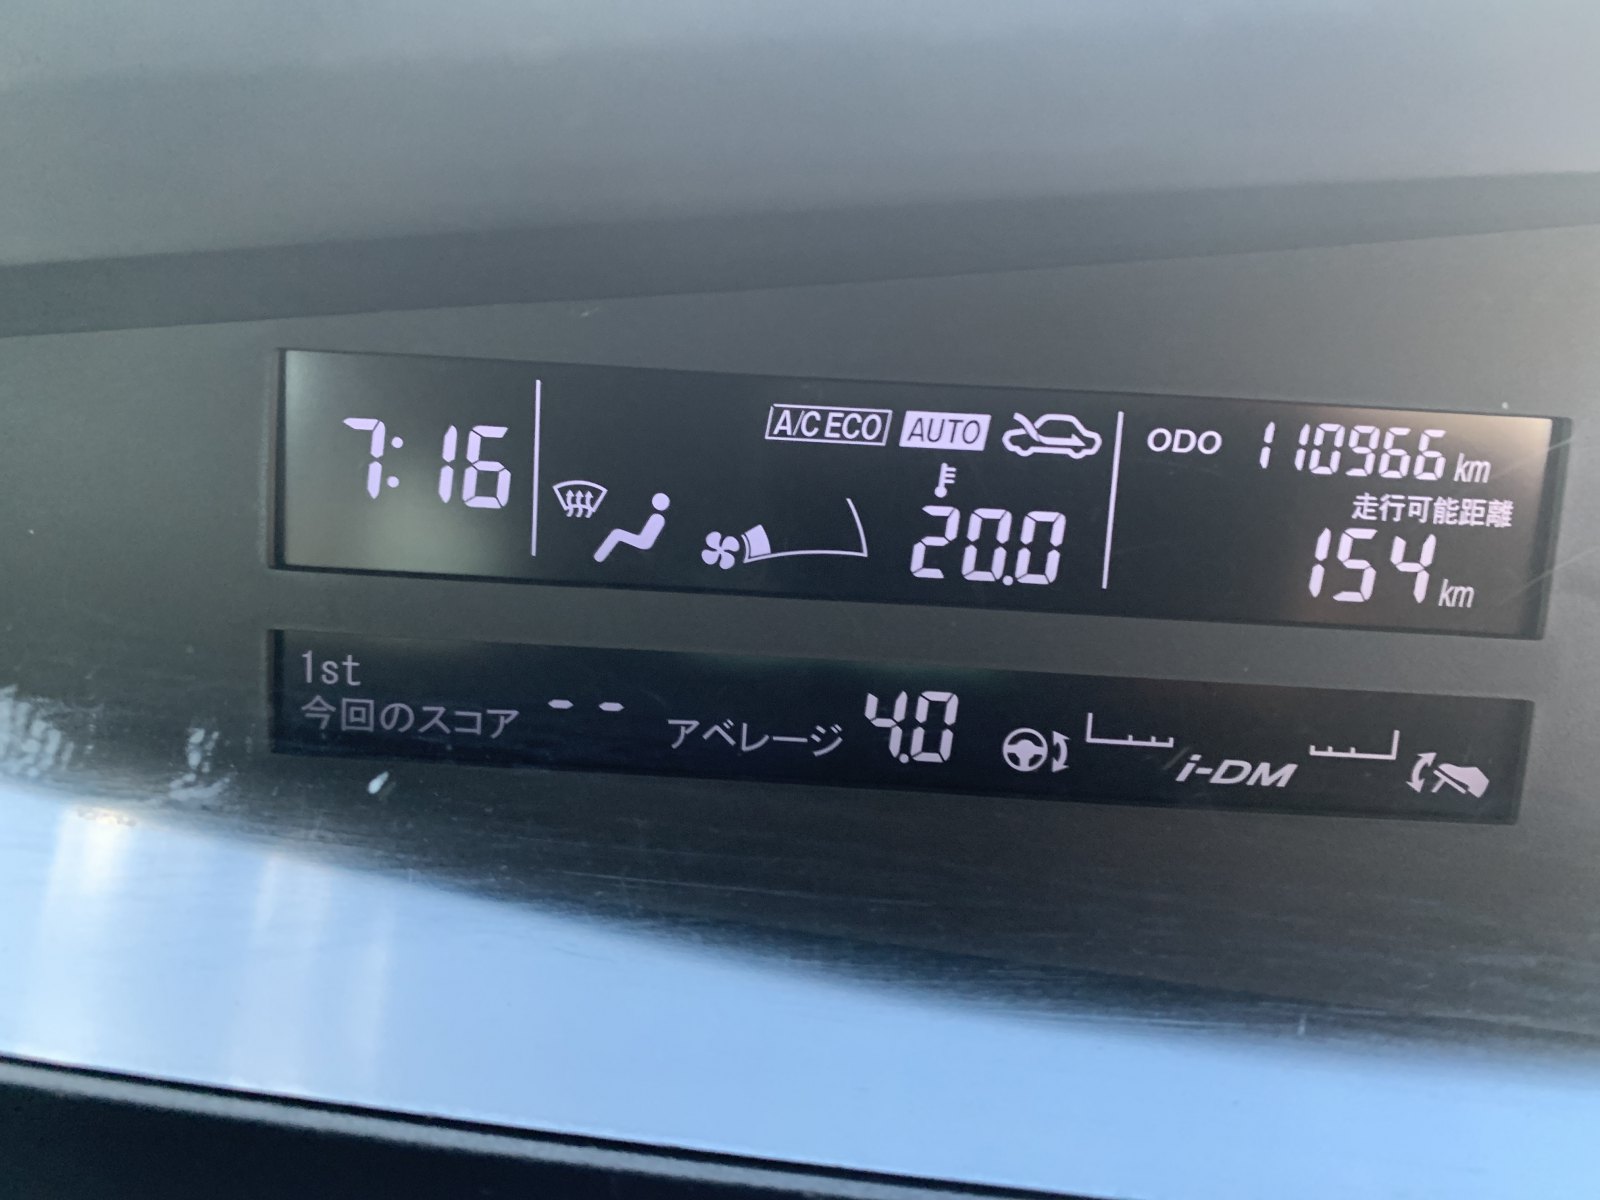 7:16
A/C ECO AUTO
20.0
ODO 110966 km
走行可能距離
154 km
1st
今回のスコア -- アベレージ 4.0 i-DM